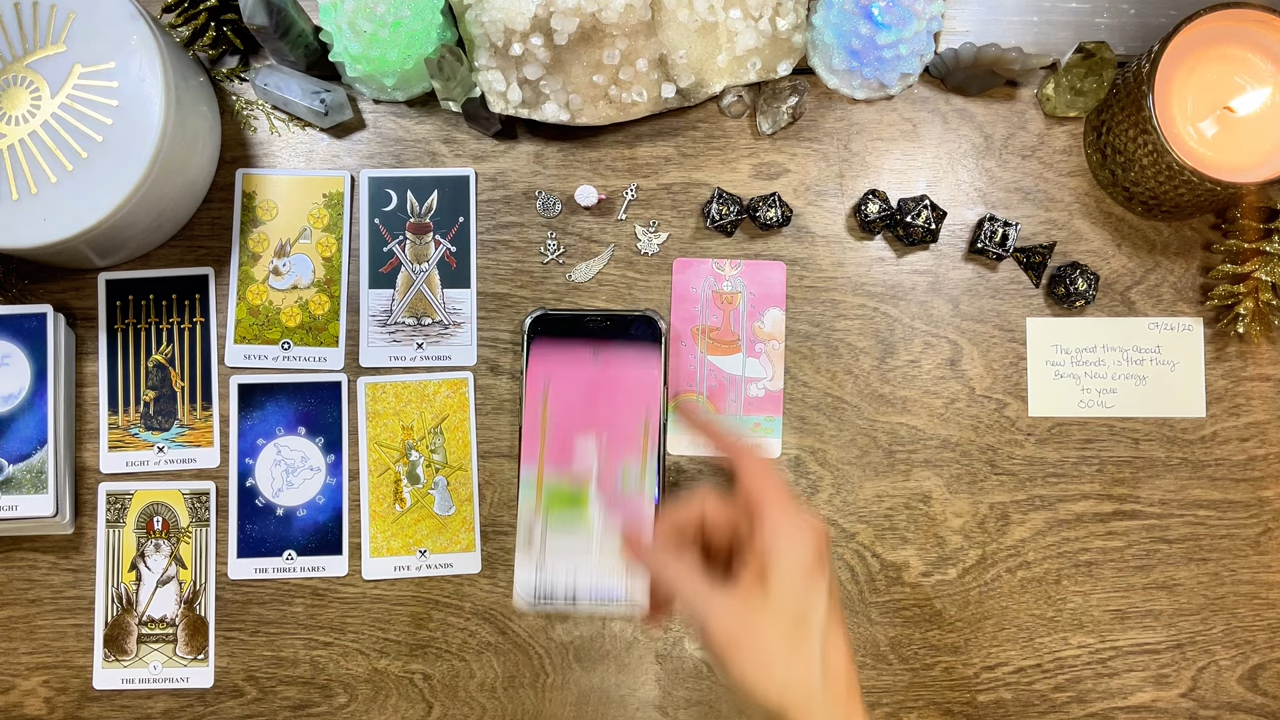 SEVEN of PENTACLES
TWO of SWORDS
EIGHT of SWORDS
THE THREE HARES
FIVE of WANDS
V
THE HIEROPHANT
07/26/20
The great thing about
new friends, is that they
Bring New energy
to your
SOUL